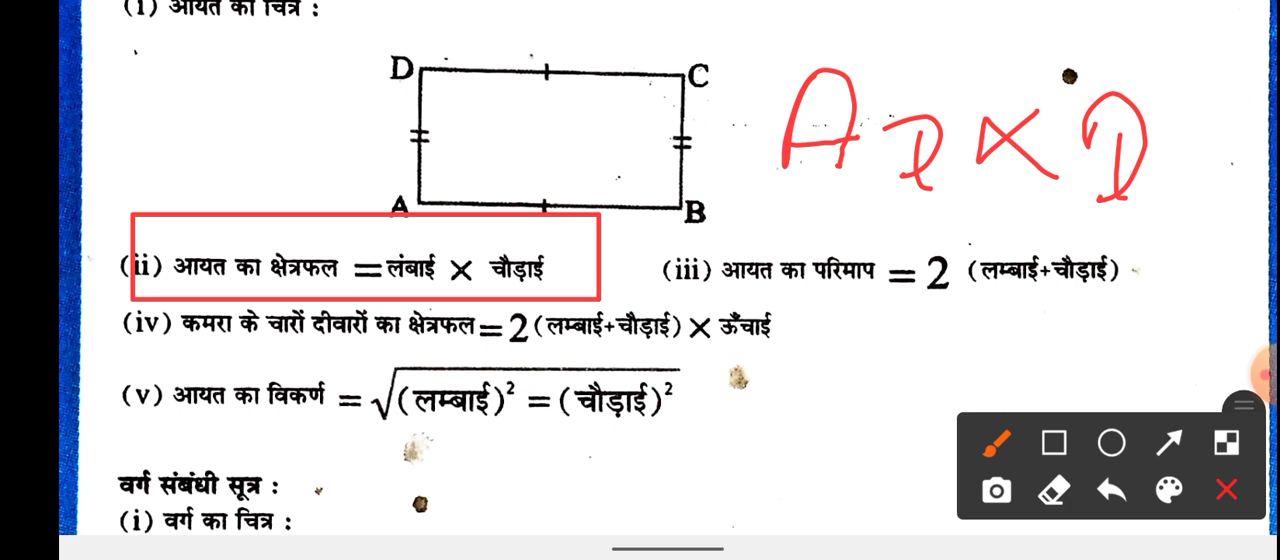 (i) आयत का चित्र :
D
C
A
B
(ii) आयत का क्षेत्रफल = लंबाई × चौड़ाई
(iii) आयत का परिमाप = 2 (लम्बाई+चौड़ाई)
(iv) कमरा के चारों दीवारों का क्षेत्रफल = 2 (लम्बाई+चौड़ाई) × ऊँचाई
(v) आयत का विकर्ण = √(लम्बाई)² = (चौड़ाई)²
वर्ग संबंधी सूत्र :
(i) वर्ग का चित्र :